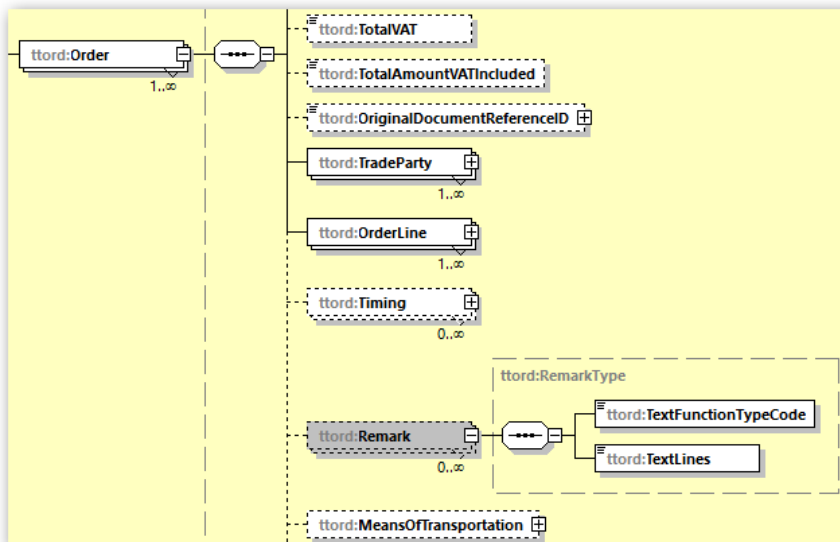 ttord:TotalVAT
ttord:Order
1..∞
ttord:TotalAmountVATIncluded
ttord:OriginalDocumentReferenceID
ttord:TradeParty
1..∞
ttord:OrderLine
1..∞
ttord:Timing
0..∞
ttord:RemarkType
ttord:TextFunctionTypeCode
ttord:Remark
0..∞
ttord:TextLines
ttord:MeansOfTransportation